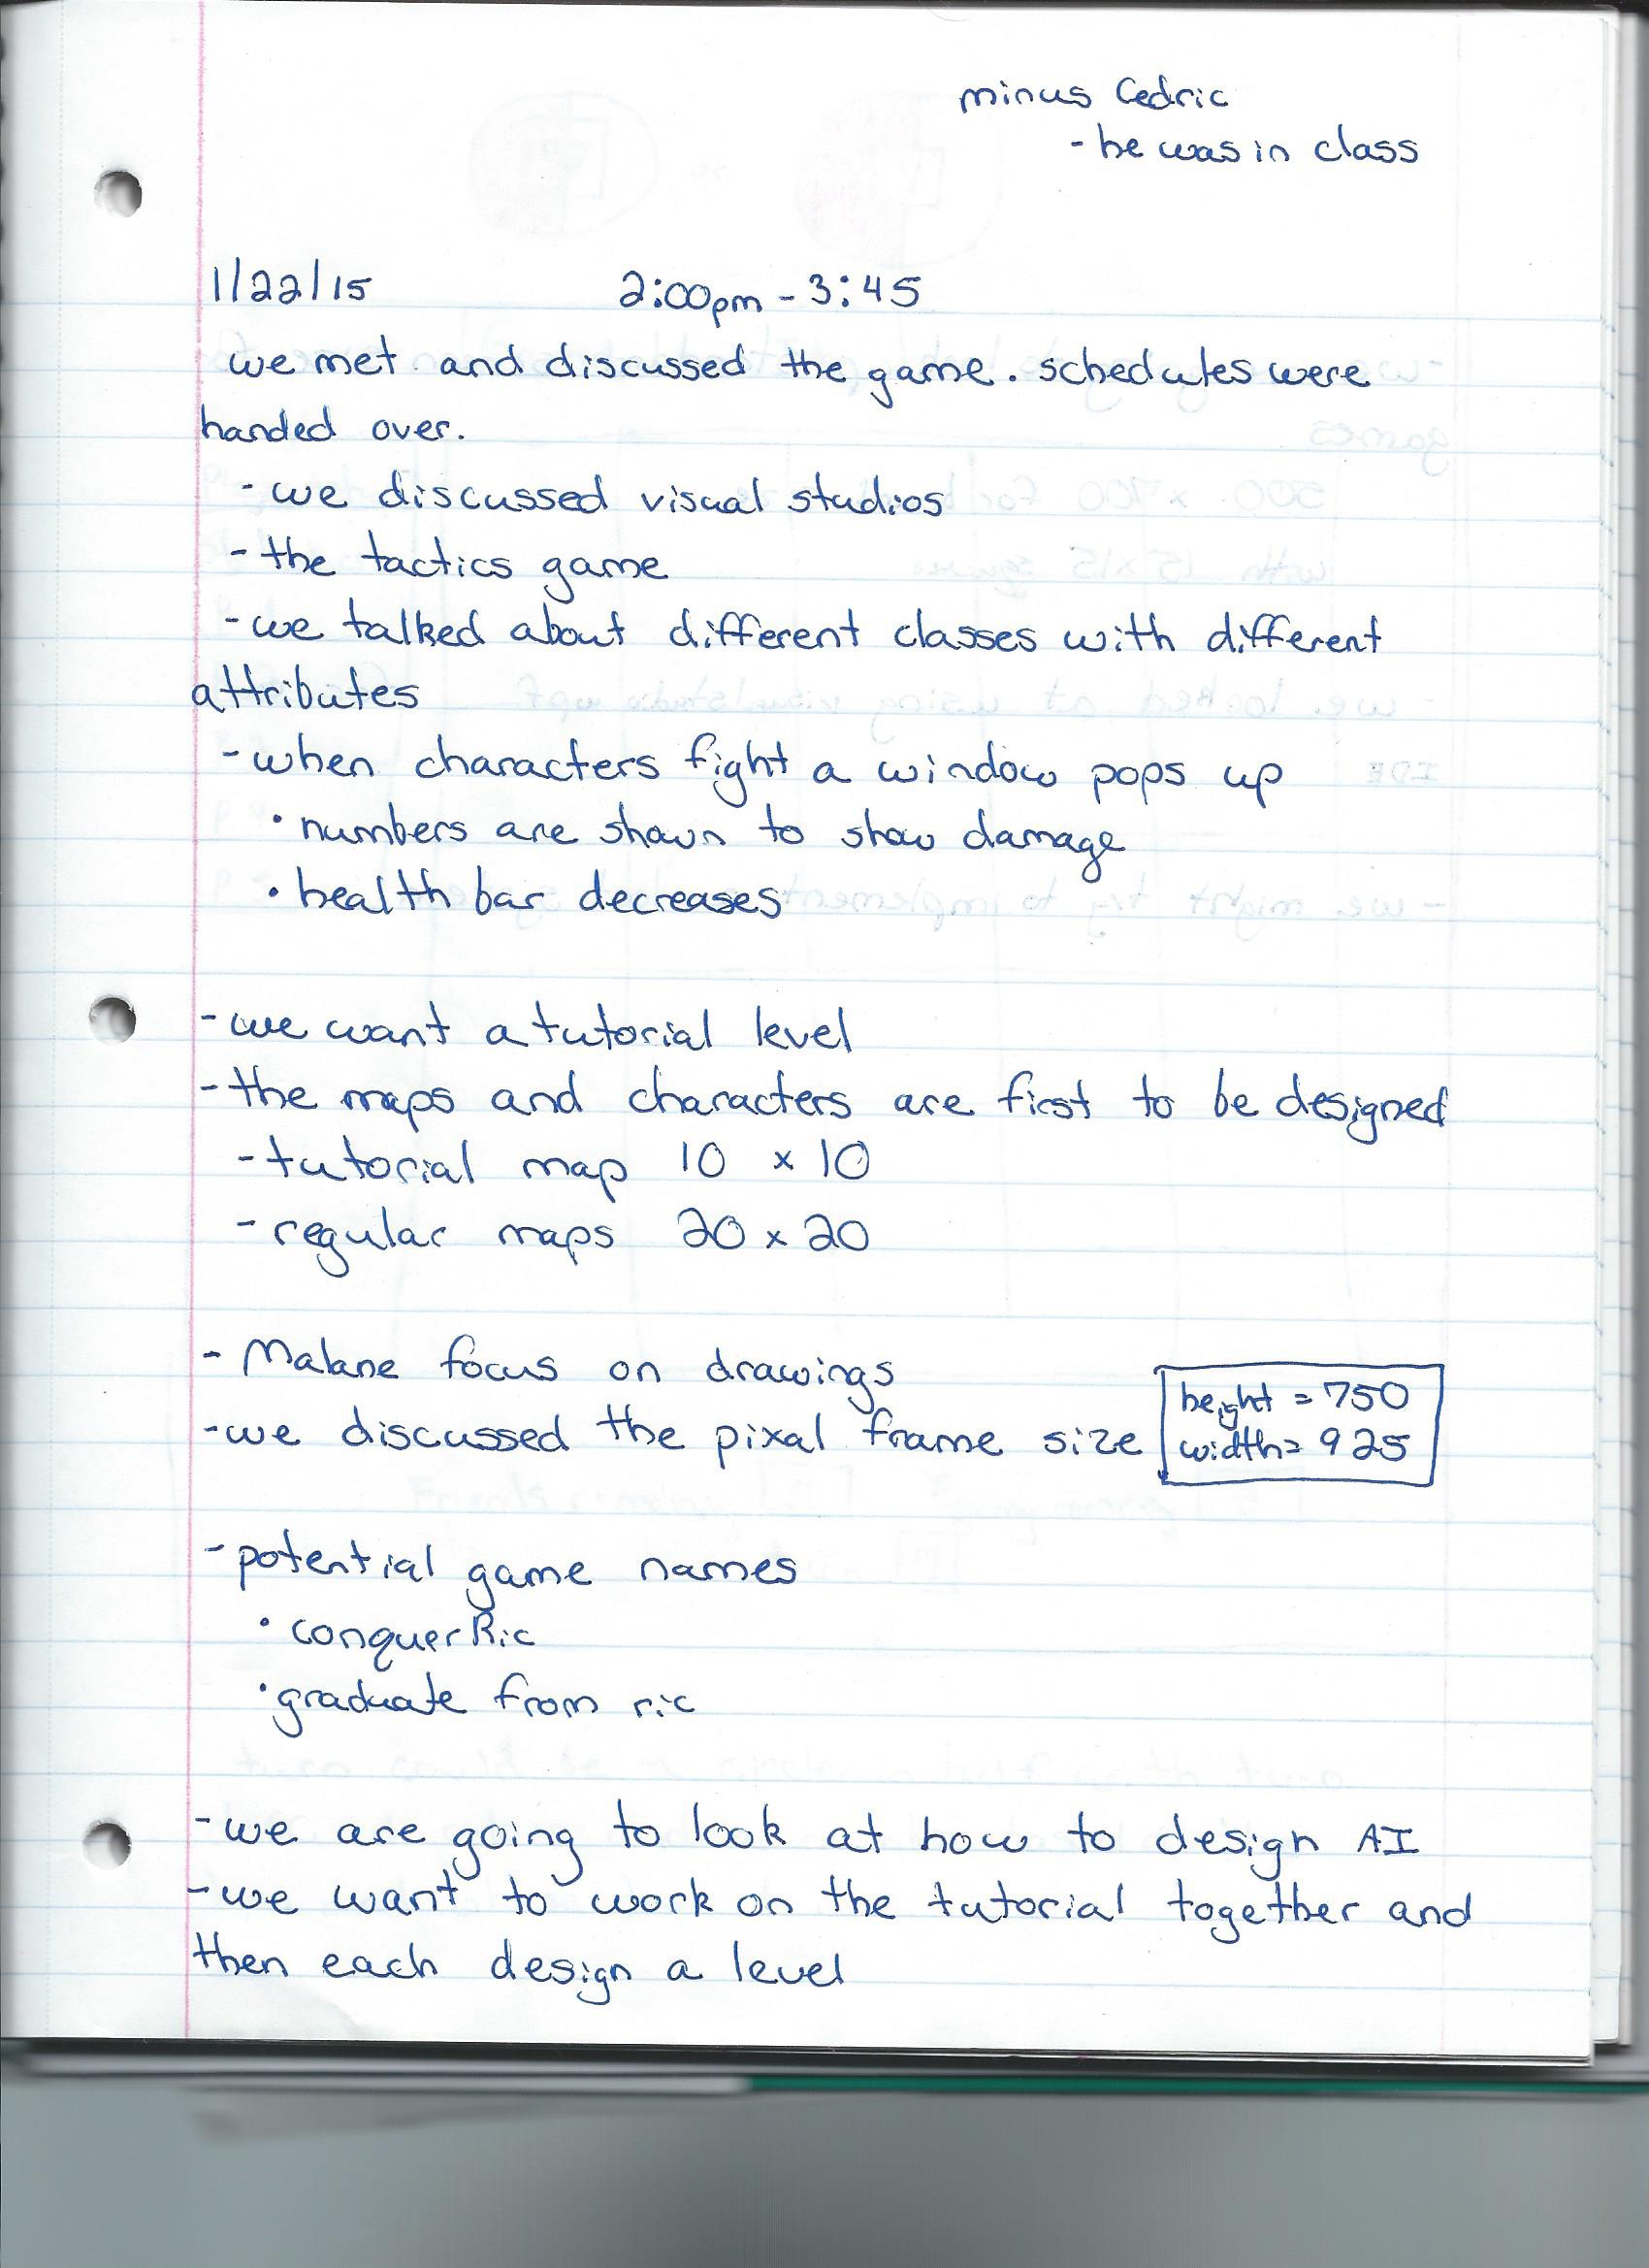 minus Cedric
- he was in class
1/22/15 2:00pm - 3:45
we met and discussed the game. schedules were
handed over.
- we discussed visual studios
- the tactics game
- we talked about different classes with different
attributes
- when characters fight a window pops up
• numbers are shown to show damage
• health bar decreases
- we want a tutorial level
- the maps and characters are first to be designed
- tutorial map 10 x 10
- regular maps 20 x 20
- Malane focus on drawings
- we discussed the pixal frame size
height = 750
width = 925
- potential game names
• conquer Ric
• graduate from ric
- we are going to look at how to design AI
- we want to work on the tutorial together and
then each design a level